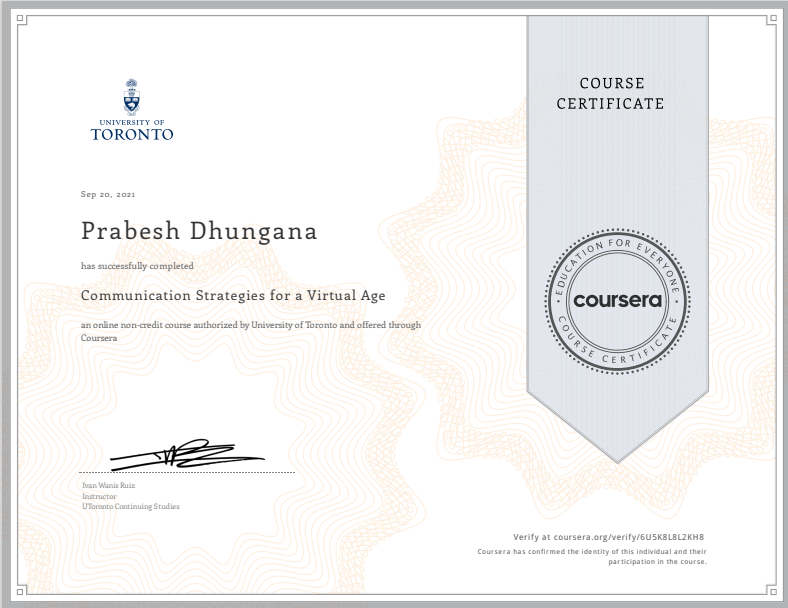 COURSE
CERTIFICATE
UNIVERSITY OF
TORONTO
Sep 20, 2021
Prabesh Dhungana
has successfully completed
Communication Strategies for a Virtual Age
an online non-credit course authorized by University of Toronto and offered through
Coursera
EDUCATION FOR EVERYONE
coursera
COURSE CERTIFICATE
Ivan Wanis Ruiz
Instructor
UToronto Continuing Studies
Verify at coursera.org/verify/6U5K8L8L2KH8
Coursera has confirmed the identity of this individual and their
participation in the course.